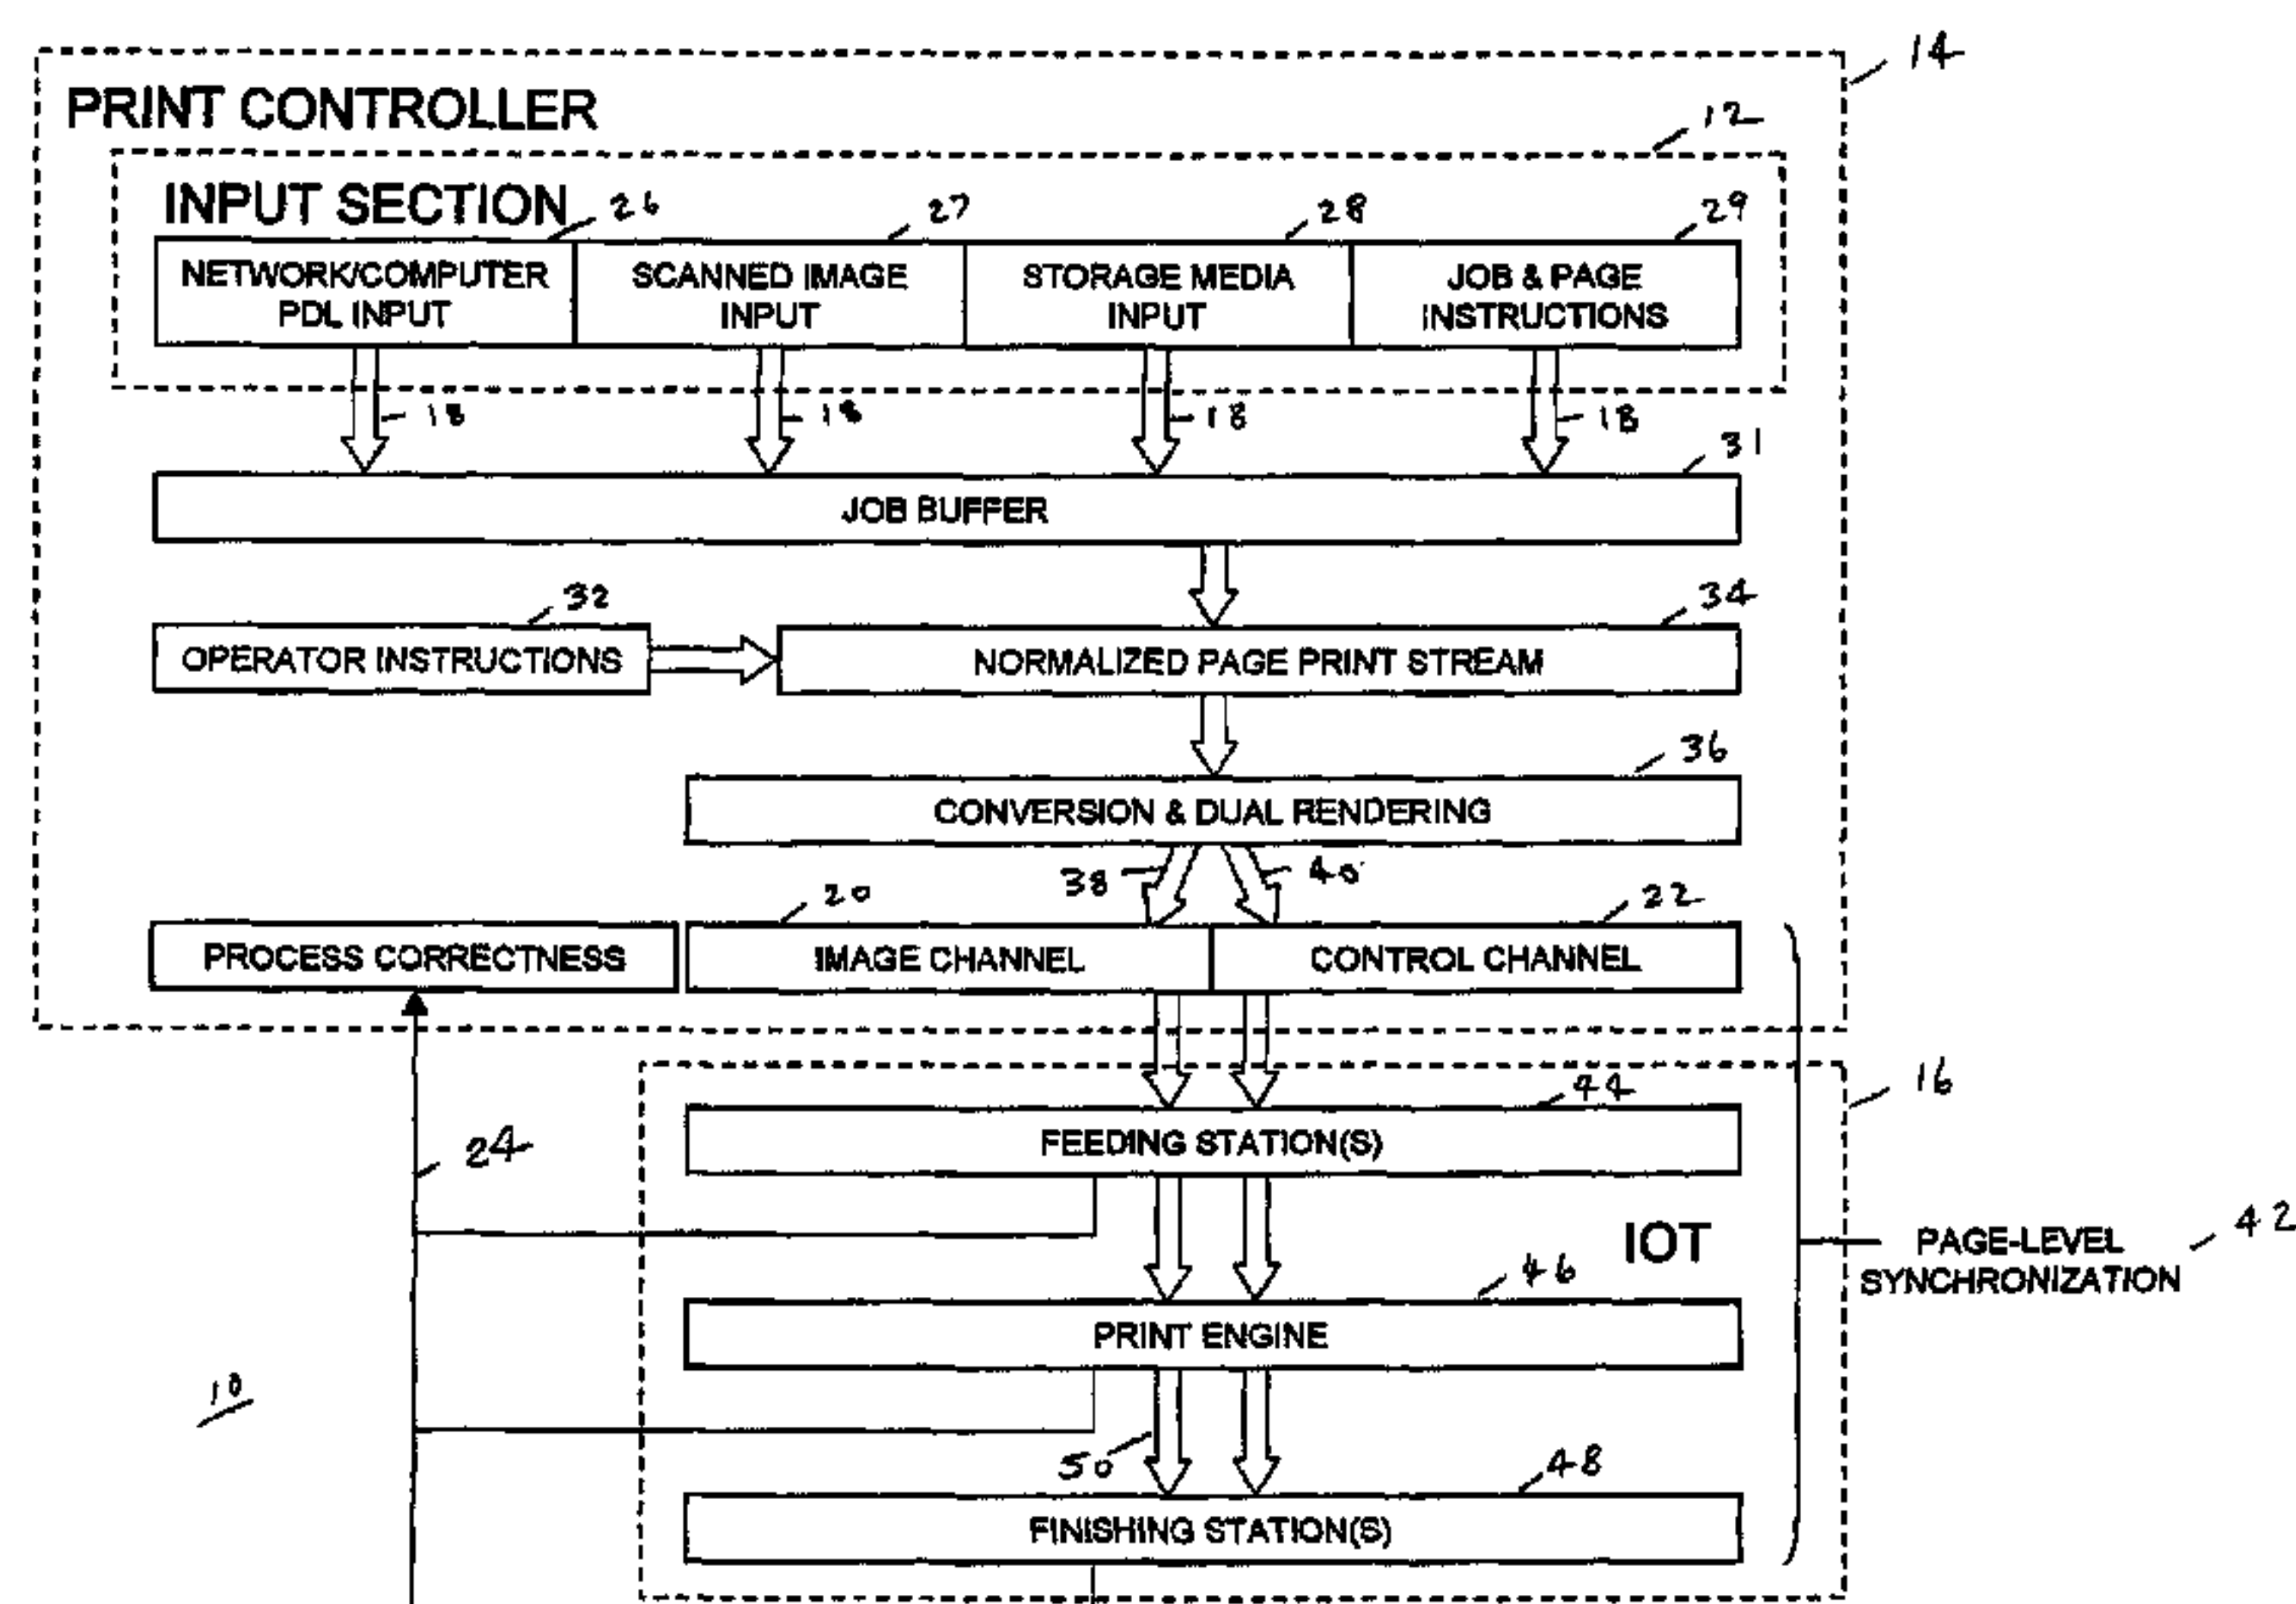 14
PRINT CONTROLLER
12
INPUT SECTION
26
27
28
29
NETWORK/COMPUTER
PDL INPUT
SCANNED IMAGE
INPUT
STORAGE MEDIA
INPUT
JOB & PAGE
INSTRUCTIONS
18
18
18
18
31
JOB BUFFER
32
34
OPERATOR INSTRUCTIONS
NORMALIZED PAGE PRINT STREAM
36
CONVERSION & DUAL RENDERING
38
40
20
22
PROCESS CORRECTNESS
IMAGE CHANNEL
CONTROL CHANNEL
16
44
FEEDING STATION(S)
24
IOT
42
PAGE-LEVEL
SYNCHRONIZATION
46
PRINT ENGINE
10
50
48
FINISHING STATION(S)